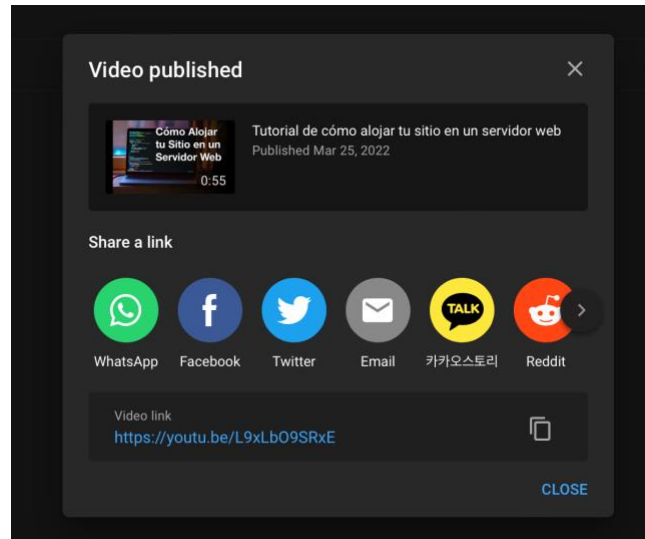 Video published
Cómo Alojar
tu Sitio en un
Servidor Web
0:55
Tutorial de cómo alojar tu sitio en un servidor web
Published Mar 25, 2022
Share a link
TALK
WhatsApp Facebook Twitter Email 카카오스토리 Reddit
Video link
https://youtu.be/L9xLbO9SRxE
CLOSE